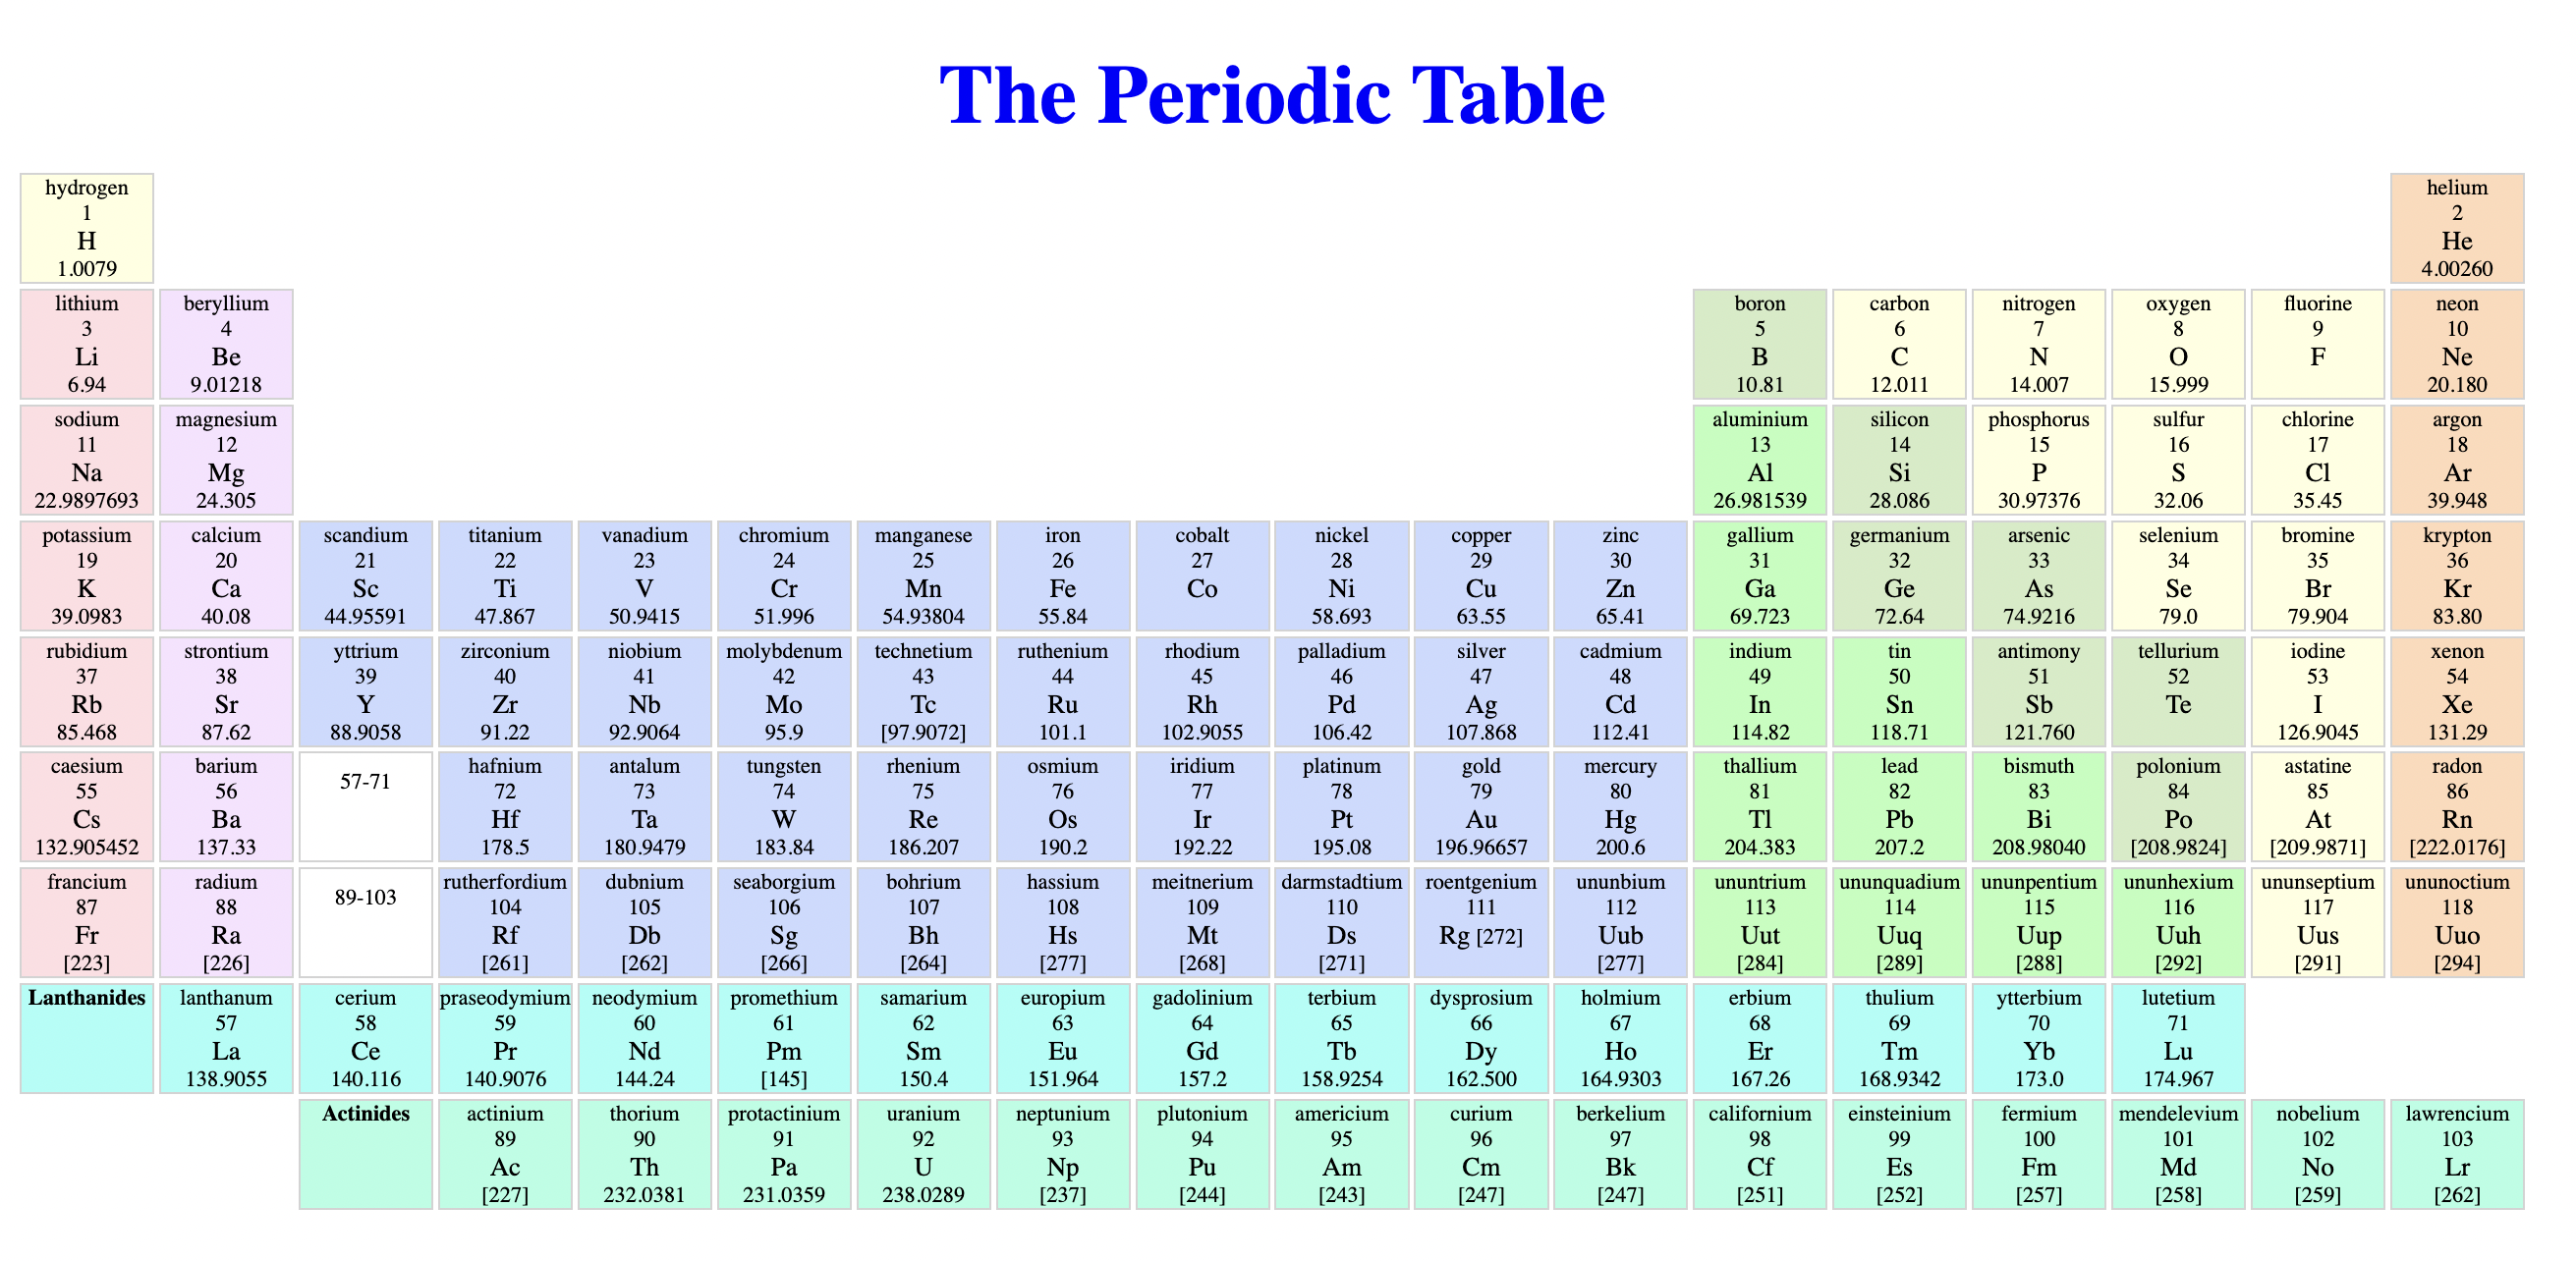 The Periodic Table
hydrogen
1
H
1.0079
helium
2
He
4.00260
lithium
3
Li
6.94
beryllium
4
Be
9.01218
boron
5
B
10.81
carbon
6
C
12.011
nitrogen
7
N
14.007
oxygen
8
O
15.999
fluorine
9
F
neon
10
Ne
20.180
sodium
11
Na
22.9897693
magnesium
12
Mg
24.305
aluminium
13
Al
26.981539
silicon
14
Si
28.086
phosphorus
15
P
30.97376
sulfur
16
S
32.06
chlorine
17
Cl
35.45
argon
18
Ar
39.948
potassium
19
K
39.0983
calcium
20
Ca
40.08
scandium
21
Sc
44.95591
titanium
22
Ti
47.867
vanadium
23
V
50.9415
chromium
24
Cr
51.996
manganese
25
Mn
54.93804
iron
26
Fe
55.84
cobalt
27
Co
nickel
28
Ni
58.693
copper
29
Cu
63.55
zinc
30
Zn
65.41
gallium
31
Ga
69.723
germanium
32
Ge
72.64
arsenic
33
As
74.9216
selenium
34
Se
79.0
bromine
35
Br
79.904
krypton
36
Kr
83.80
rubidium
37
Rb
85.468
strontium
38
Sr
87.62
yttrium
39
Y
88.9058
zirconium
40
Zr
91.22
niobium
41
Nb
92.9064
molybdenum
42
Mo
95.9
technetium
43
Tc
[97.9072]
ruthenium
44
Ru
101.1
rhodium
45
Rh
102.9055
palladium
46
Pd
106.42
silver
47
Ag
107.868
cadmium
48
Cd
112.41
indium
49
In
114.82
tin
50
Sn
118.71
antimony
51
Sb
121.760
tellurium
52
Te
iodine
53
I
126.9045
xenon
54
Xe
131.29
caesium
55
Cs
132.905452
barium
56
Ba
137.33
57-71
hafnium
72
Hf
178.5
antalum
73
Ta
180.9479
tungsten
74
W
183.84
rhenium
75
Re
186.207
osmium
76
Os
190.2
iridium
77
Ir
192.22
platinum
78
Pt
195.08
gold
79
Au
196.96657
mercury
80
Hg
200.6
thallium
81
Tl
204.383
lead
82
Pb
207.2
bismuth
83
Bi
208.98040
polonium
84
Po
[208.9824]
astatine
85
At
[209.9871]
radon
86
Rn
[222.0176]
francium
87
Fr
[223]
radium
88
Ra
[226]
89-103
rutherfordium
104
Rf
[261]
dubnium
105
Db
[262]
seaborgium
106
Sg
[266]
bohrium
107
Bh
[264]
hassium
108
Hs
[277]
meitnerium
109
Mt
[268]
darmstadtium
110
Ds
[271]
roentgenium
111
Rg [272]
ununbium
112
Uub
[277]
ununtrium
113
Uut
[284]
ununquadium
114
Uuq
[289]
ununpentium
115
Uup
[288]
ununhexium
116
Uuh
[292]
ununseptium
117
Uus
[291]
ununoctium
118
Uuo
[294]
Lanthanides
lanthanum
57
La
138.9055
cerium
58
Ce
140.116
praseodymium
59
Pr
140.9076
neodymium
60
Nd
144.24
promethium
61
Pm
[145]
samarium
62
Sm
150.4
europium
63
Eu
151.964
gadolinium
64
Gd
157.2
terbium
65
Tb
158.9254
dysprosium
66
Dy
162.500
holmium
67
Ho
164.9303
erbium
68
Er
167.26
thulium
69
Tm
168.9342
ytterbium
70
Yb
173.0
lutetium
71
Lu
174.967
Actinides
actinium
89
Ac
[227]
thorium
90
Th
232.0381
protactinium
91
Pa
231.0359
uranium
92
U
238.0289
neptunium
93
Np
[237]
plutonium
94
Pu
[244]
americium
95
Am
[243]
curium
96
Cm
[247]
berkelium
97
Bk
[247]
californium
98
Cf
[251]
einsteinium
99
Es
[252]
fermium
100
Fm
[257]
mendelevium
101
Md
[258]
nobelium
102
No
[259]
lawrencium
103
Lr
[262]